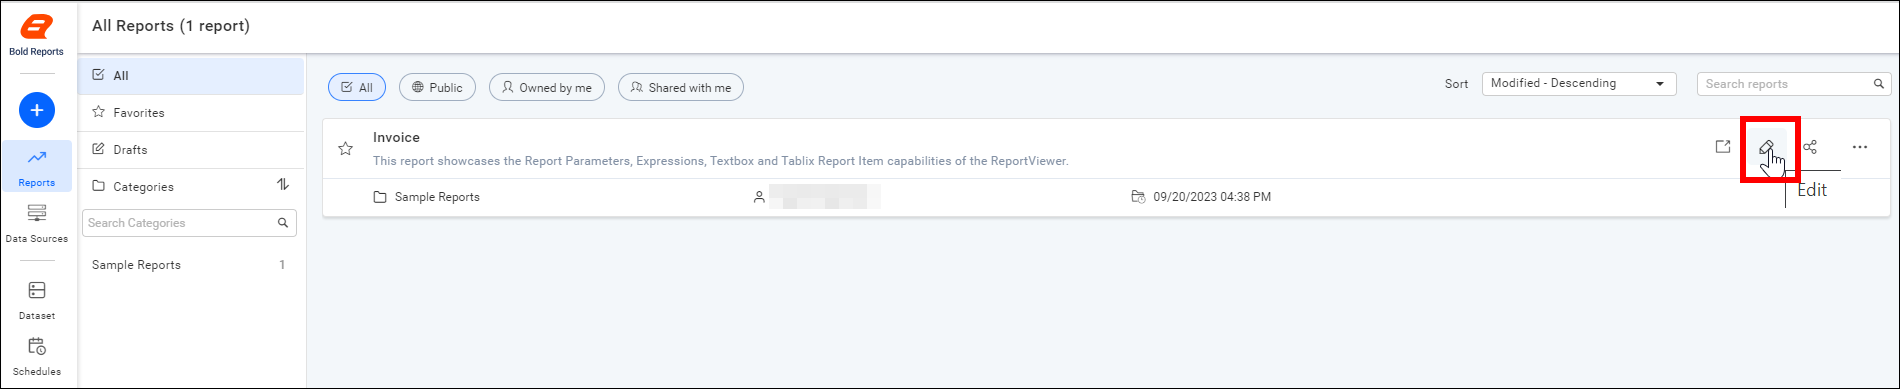 Bold Reports
Reports
Data Sources
Dataset
Schedules
All Reports (1 report)
All
Favorites
Drafts
Categories
Search Categories
Sample Reports 1
All Public Owned by me Shared with me
Sort Modified - Descending Search reports
Invoice
This report showcases the Report Parameters, Expressions, Textbox and Tablix Report Item capabilities of the ReportViewer.
Edit
Sample Reports 09/20/2023 04:38 PM